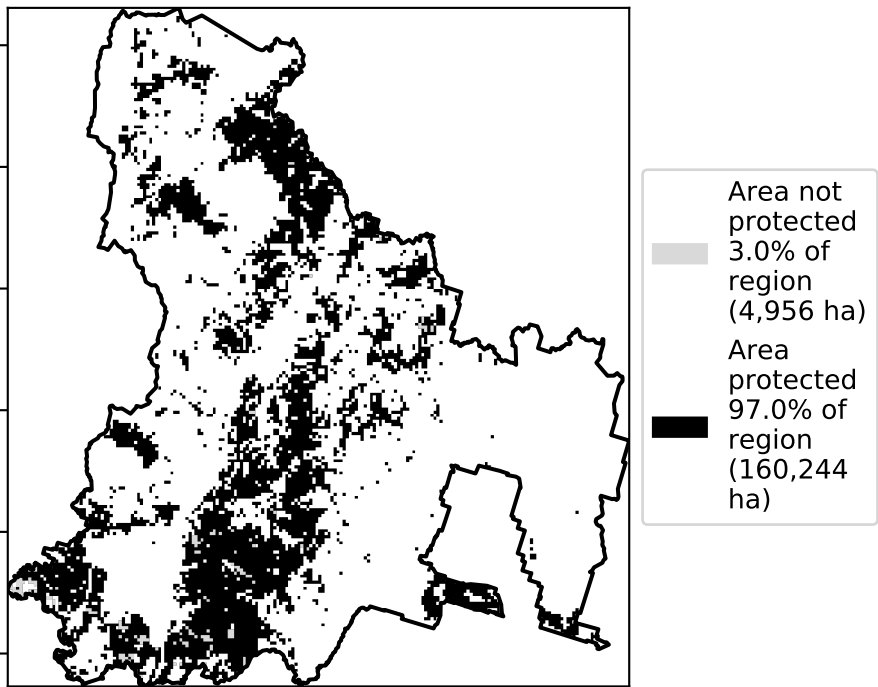 Area not
protected
3.0% of
region
(4,956 ha)
Area
protected
97.0% of
region
(160,244
ha)